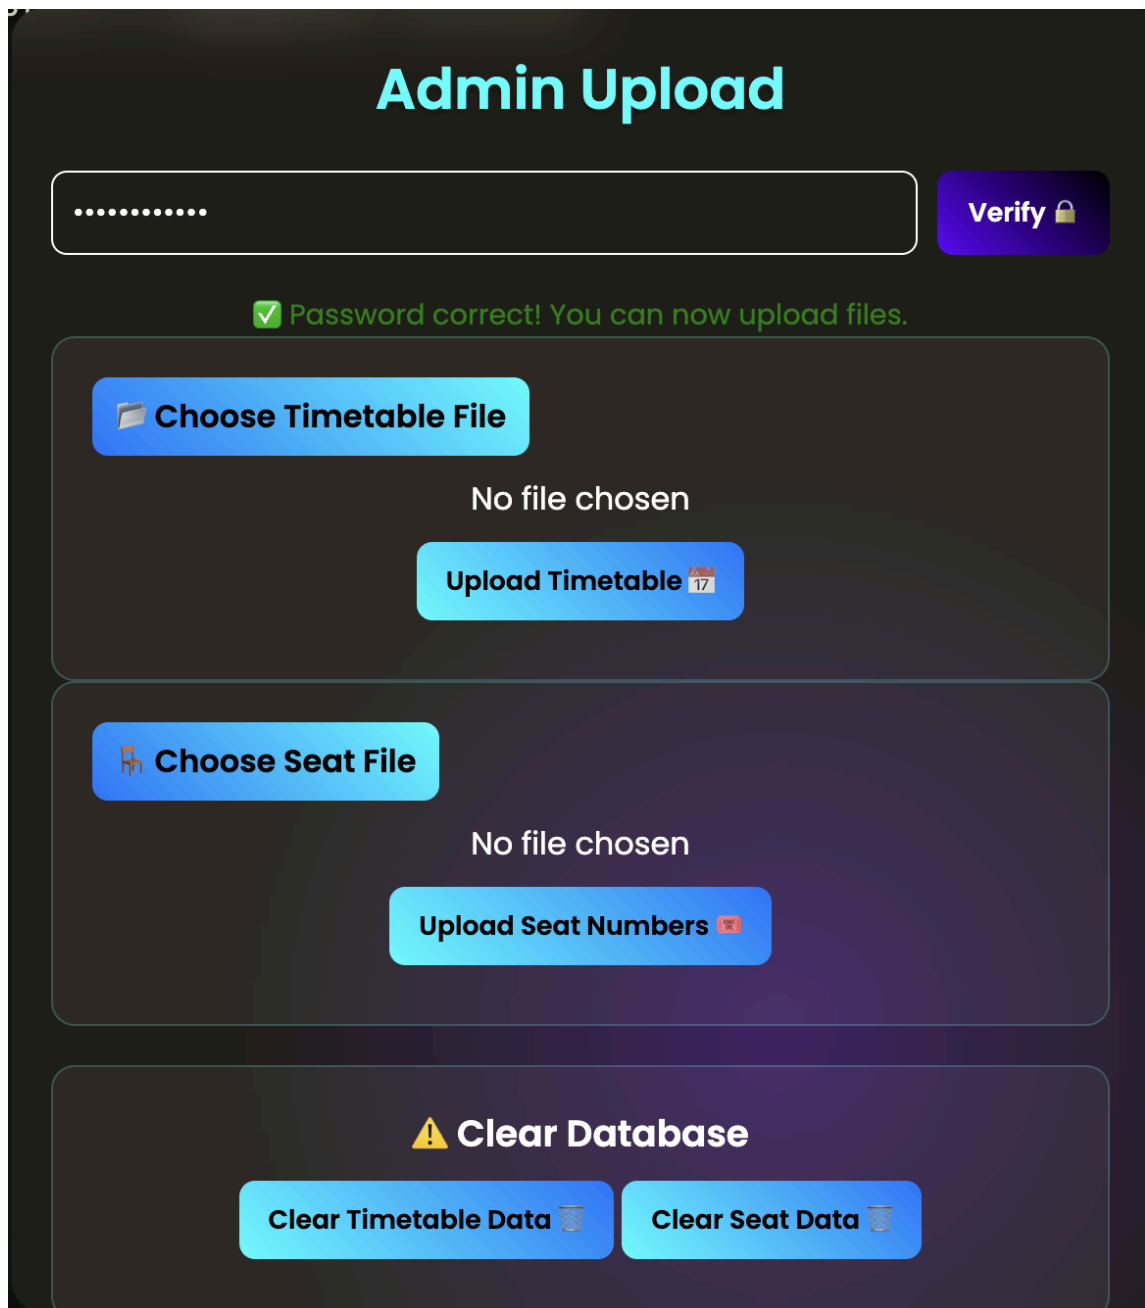 Admin Upload
••••••••••••
Verify 🔒
✅ Password correct! You can now upload files.
📂 Choose Timetable File
No file chosen
Upload Timetable 📅
🪑 Choose Seat File
No file chosen
Upload Seat Numbers 🎟️
⚠️ Clear Database
Clear Timetable Data 🗑️ Clear Seat Data 🗑️